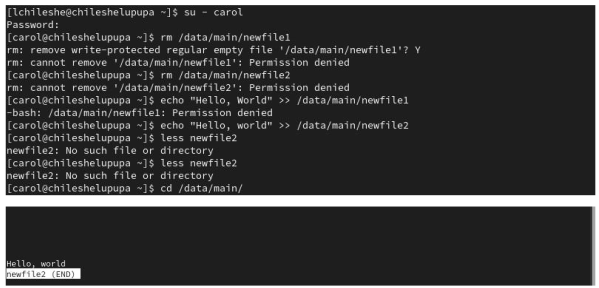 [lchileshe@chileshelupupa ~]$ su - carol
Password:
[carol@chileshelupupa ~]$ rm /data/main/newfile1
rm: remove write-protected regular empty file '/data/main/newfile1'? Y
rm: cannot remove '/data/main/newfile1': Permission denied
[carol@chileshelupupa ~]$ rm /data/main/newfile2
rm: cannot remove '/data/main/newfile2': Permission denied
[carol@chileshelupupa ~]$ echo "Hello, World" >> /data/main/newfile1
-bash: /data/main/newfile1: Permission denied
[carol@chileshelupupa ~]$ echo "Hello, world" >> /data/main/newfile2
[carol@chileshelupupa ~]$ less newfile2
newfile2: No such file or directory
[carol@chileshelupupa ~]$ less newfile2
newfile2: No such file or directory
[carol@chileshelupupa ~]$ cd /data/main/
Hello, world
newfile2 (END)